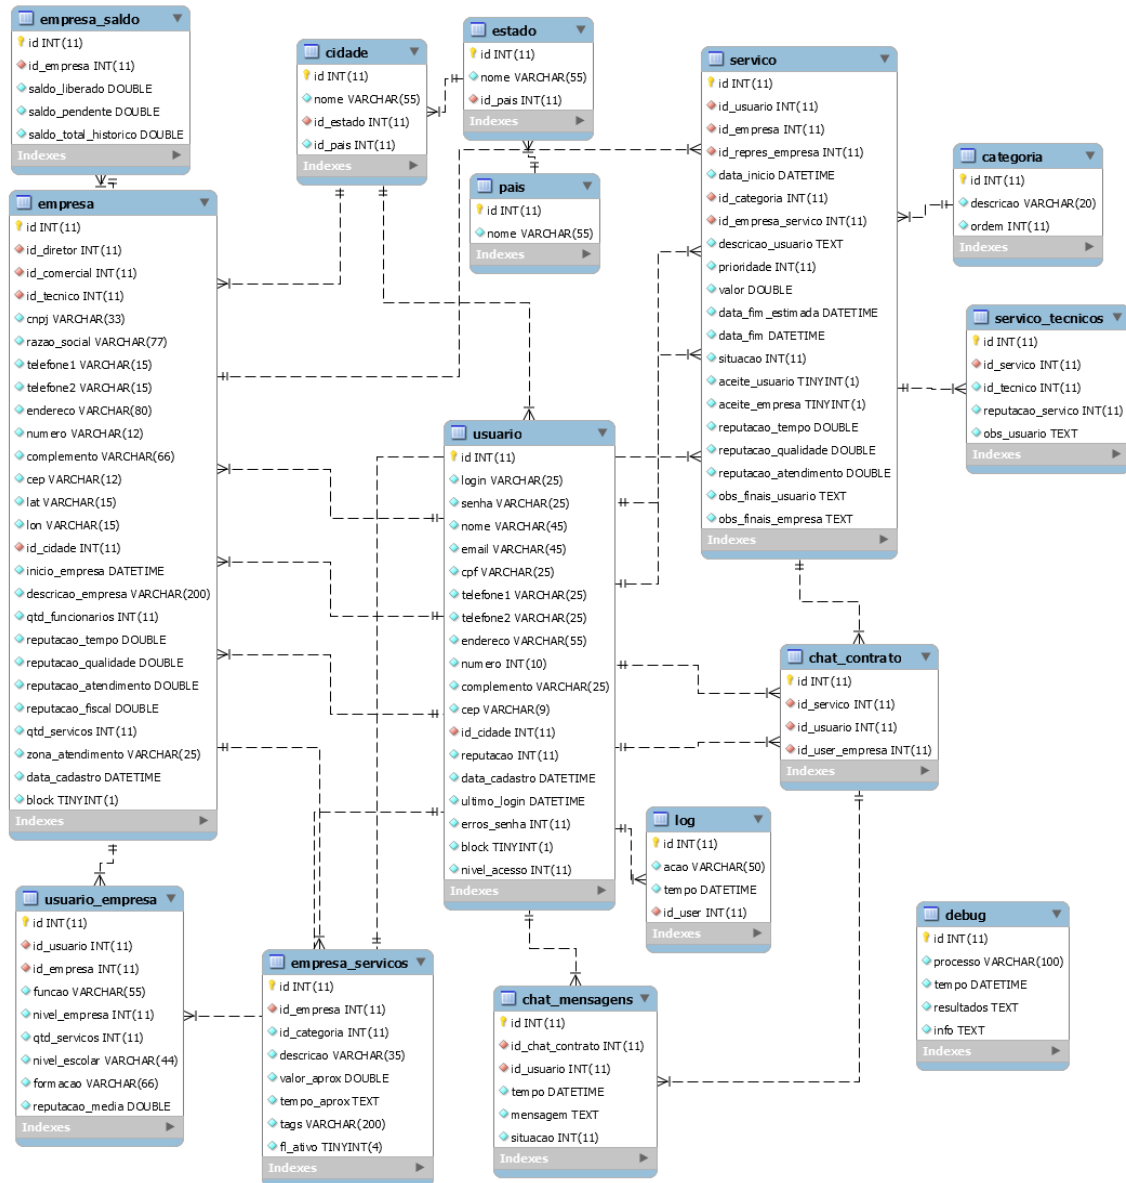 empresa_saldo
id INT(11)
id_empresa INT(11)
saldo_liberado DOUBLE
saldo_pendente DOUBLE
saldo_total_historico DOUBLE
Indexes
cidade
id INT(11)
nome VARCHAR(55)
id_estado INT(11)
id_pais INT(11)
Indexes
estado
id INT(11)
nome VARCHAR(55)
id_pais INT(11)
Indexes
pais
id INT(11)
nome VARCHAR(55)
Indexes
servico
id INT(11)
id_usuario INT(11)
id_empresa INT(11)
id_repres_empresa INT(11)
data_inicio DATETIME
id_categoria INT(11)
id_empresa_servico INT(11)
descricao_usuario TEXT
prioridade INT(11)
valor DOUBLE
data_fim_estimada DATETIME
data_fim DATETIME
situacao INT(11)
aceite_usuario TINYINT(1)
aceite_empresa TINYINT(1)
reputacao_tempo DOUBLE
reputacao_qualidade DOUBLE
reputacao_atendimento DOUBLE
obs_finais_usuario TEXT
obs_finais_empresa TEXT
Indexes
categoria
id INT(11)
descricao VARCHAR(20)
ordem INT(11)
Indexes
servico_tecnicos
id INT(11)
id_servico INT(11)
id_tecnico INT(11)
reputacao_servico INT(11)
obs_usuario TEXT
Indexes
empresa
id INT(11)
id_diretor INT(11)
id_comercial INT(11)
id_tecnico INT(11)
cnpj VARCHAR(33)
razao_social VARCHAR(77)
telefone1 VARCHAR(15)
telefone2 VARCHAR(15)
endereco VARCHAR(80)
numero VARCHAR(12)
complemento VARCHAR(66)
cep VARCHAR(12)
lat VARCHAR(15)
lon VARCHAR(15)
id_cidade INT(11)
inicio_empresa DATETIME
descricao_empresa VARCHAR(200)
qtd_funcionarios INT(11)
reputacao_tempo DOUBLE
reputacao_qualidade DOUBLE
reputacao_atendimento DOUBLE
reputacao_fiscal DOUBLE
qtd_servicos INT(11)
zona_atendimento VARCHAR(25)
data_cadastro DATETIME
block TINYINT(1)
Indexes
usuario
id INT(11)
login VARCHAR(25)
senha VARCHAR(25)
nome VARCHAR(45)
email VARCHAR(45)
cpf VARCHAR(25)
telefone1 VARCHAR(25)
telefone2 VARCHAR(25)
endereco VARCHAR(55)
numero INT(10)
complemento VARCHAR(25)
cep VARCHAR(9)
id_cidade INT(11)
reputacao INT(11)
data_cadastro DATETIME
ultimo_login DATETIME
erros_senha INT(11)
block TINYINT(1)
nivel_acesso INT(11)
Indexes
chat_contrato
id INT(11)
id_servico INT(11)
id_usuario INT(11)
id_user_empresa INT(11)
Indexes
log
id INT(11)
acao VARCHAR(50)
tempo DATETIME
id_user INT(11)
Indexes
usuario_empresa
id INT(11)
id_usuario INT(11)
id_empresa INT(11)
funcao VARCHAR(55)
nivel_empresa INT(11)
qtd_servicos INT(11)
nivel_escolar VARCHAR(44)
formacao VARCHAR(66)
reputacao_media DOUBLE
Indexes
empresa_servicos
id INT(11)
id_empresa INT(11)
id_categoria INT(11)
descricao VARCHAR(35)
valor_aprox DOUBLE
tempo_aprox TEXT
tags VARCHAR(200)
fl_ativo TINYINT(4)
Indexes
chat_mensagens
id INT(11)
id_chat_contrato INT(11)
id_usuario INT(11)
tempo DATETIME
mensagem TEXT
situacao INT(11)
Indexes
debug
id INT(11)
processo VARCHAR(100)
tempo DATETIME
resultados TEXT
info TEXT
Indexes